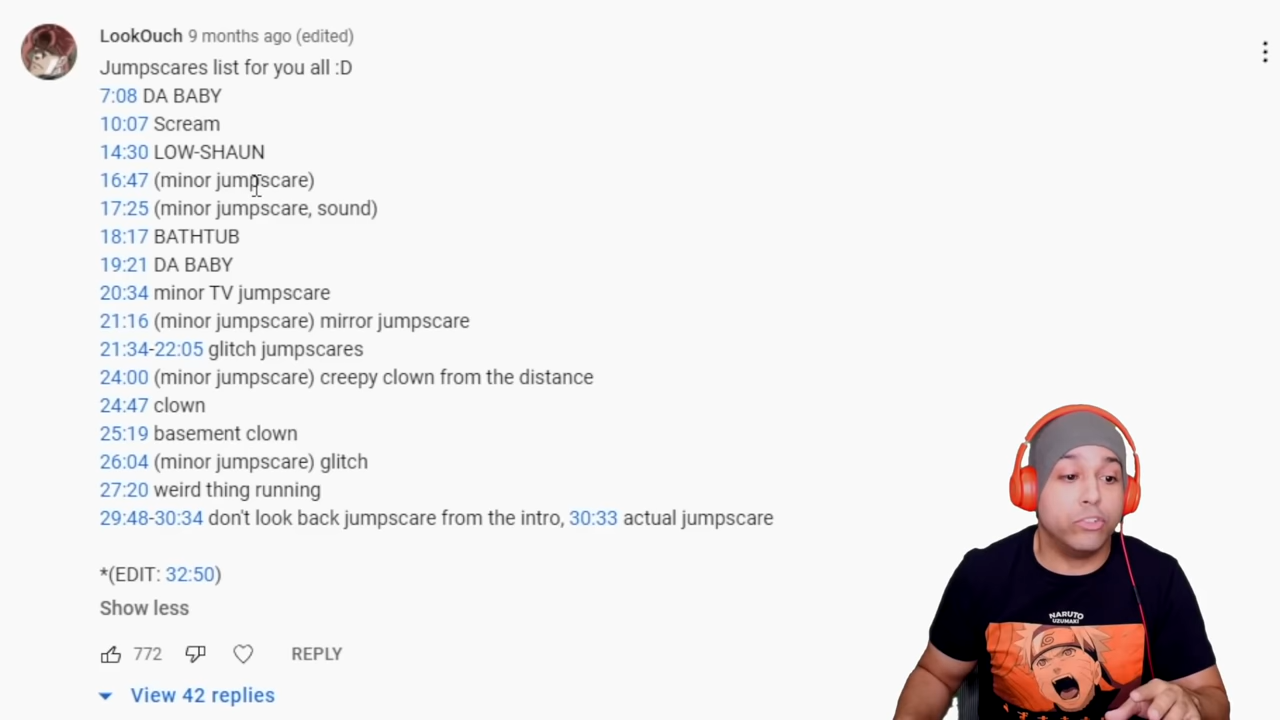 LookOuch 9 months ago (edited)
Jumpscares list for you all :D
7:08 DA BABY
10:07 Scream
14:30 LOW-SHAUN
16:47 (minor jumpscare)
17:25 (minor jumpscare, sound)
18:17 BATHTUB
19:21 DA BABY
20:34 minor TV jumpscare
21:16 (minor jumpscare) mirror jumpscare
21:34-22:05 glitch jumpscares
24:00 (minor jumpscare) creepy clown from the distance
24:47 clown
25:19 basement clown
26:04 (minor jumpscare) glitch
27:20 weird thing running
29:48-30:34 don't look back jumpscare from the intro, 30:33 actual jumpscare
*(EDIT: 32:50)
Show less
772 REPLY
View 42 replies
NARUTO
UZUMAKI